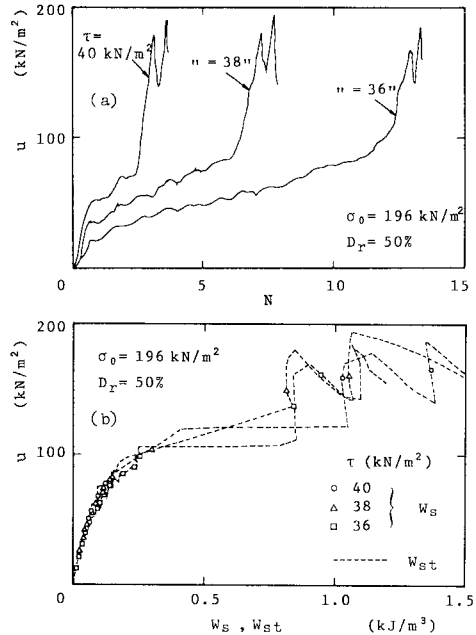 u (kN/m²)
200
100
0
τ=
40 kN/m²
" = 38"
" = 36"
(a)
σ₀ = 196 kN/m²
Dᵣ = 50%
0 5 10 15
N
u (kN/m²)
200
100
0
σ₀ = 196 kN/m²
Dᵣ = 50%
(b)
τ (kN/m²)
○ 40
△ 38
□ 36
} Wₛ
----- Wₛₜ
0 0.5 1.0 1.5
Wₛ , Wₛₜ (kJ/m³)